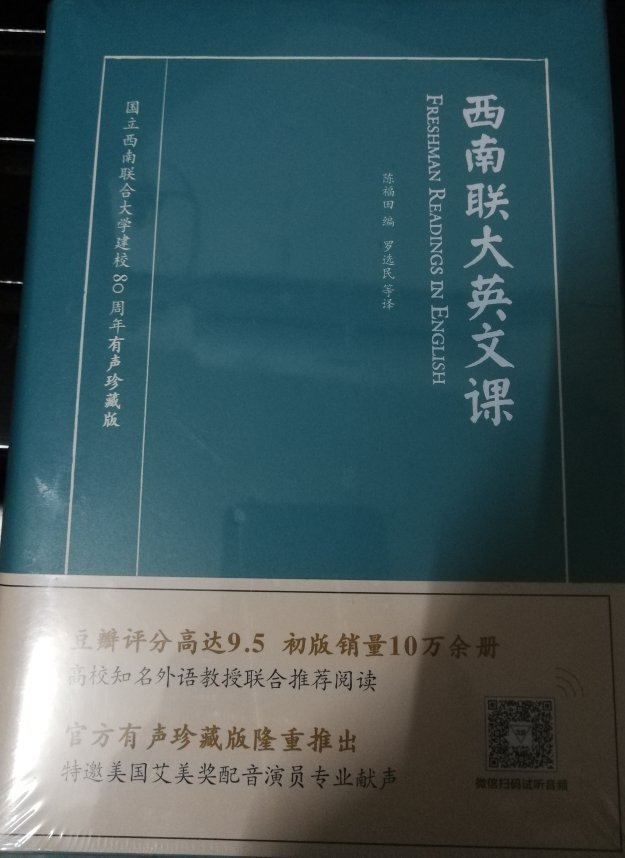 西南联大英文课
FRESHMAN READINGS IN ENGLISH
陈福田 编 罗选民 等译
国立西南联合大学建校80周年有声珍藏版
豆瓣评分高达9.5 初版销量10万余册
高校知名外语教授联合推荐阅读
官方有声珍藏版隆重推出
特邀美国艾美奖配音演员专业献声
微信扫码试听音频